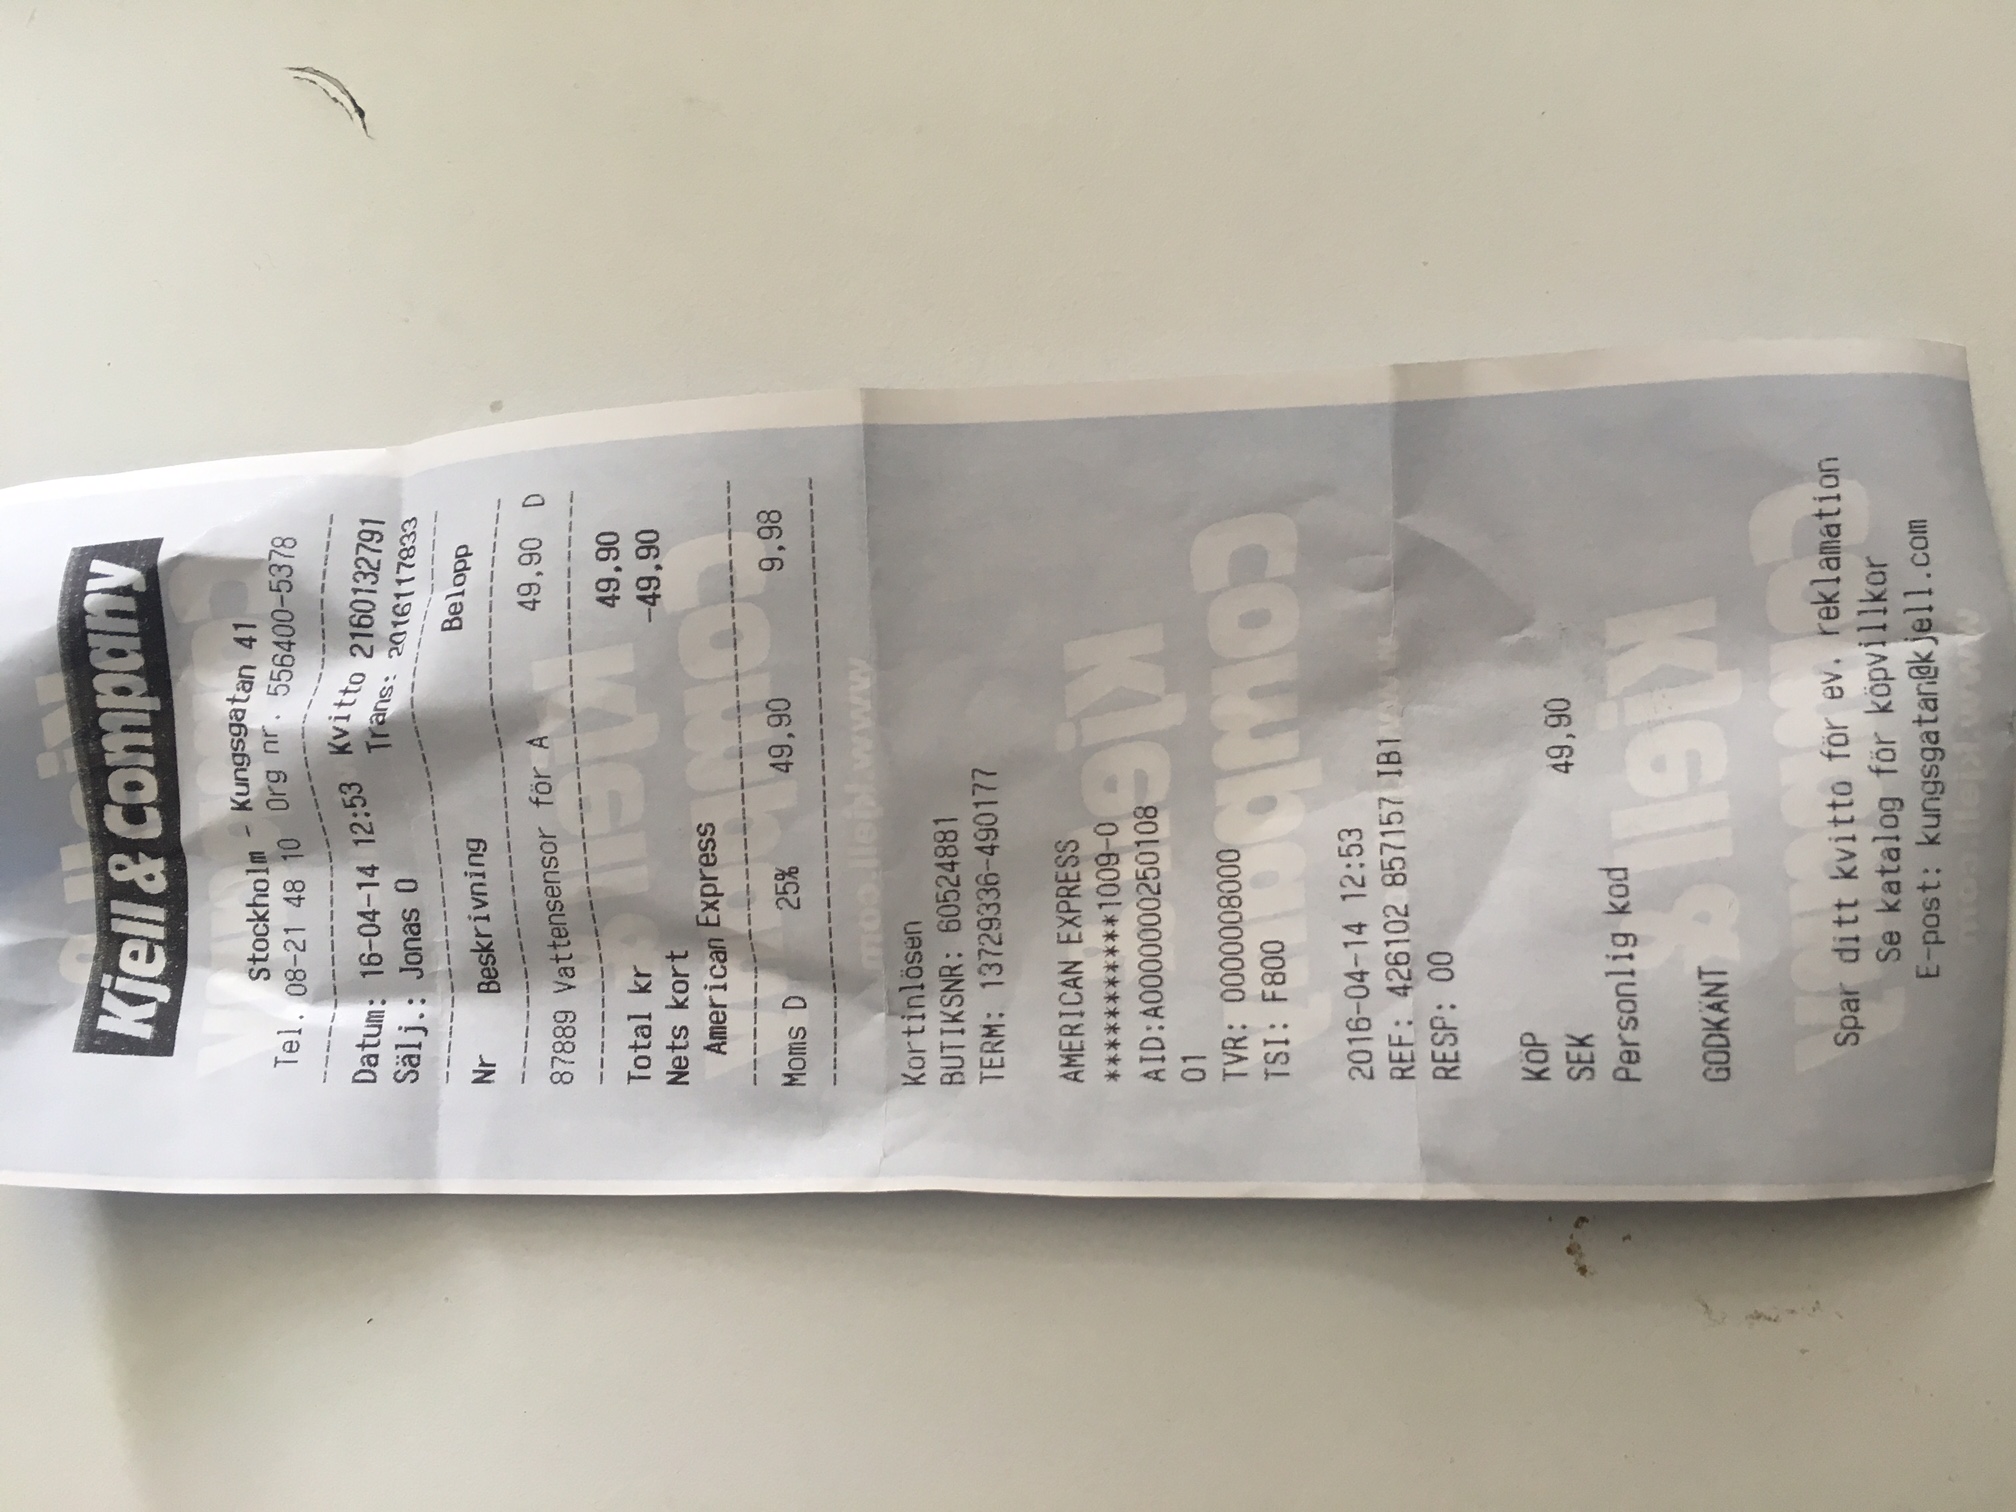 Kjell & Company
Stockholm - Kungsgatan 41
Tel. 08-21 48 10 Org nr. 556400-5378
Datum: 16-04-14 12:53 Kvitto 2160132791
Sälj.: Jonas O Trans: 2016117833
Nr Beskrivning Belopp
87889 Vattensensor för A 49,90 D
Total kr 49,90
Nets kort -49,90
American Express
Moms D 25% 49,90 9,98
Kortinlösen
BUTIKSNR: 60524881
TERM: 13729336-490177
AMERICAN EXPRESS
***********1009-0
AID:A0000000250108
01
TVR: 0000008000
TSI: F800
2016-04-14 12:53
REF: 426102 857157 IB1
RESP: 00
KöP
SEK 49,90
Personlig kod
GODKÄNT
Spar ditt kvitto för ev. reklamation
Se katalog för köpvillkor
E-post: kungsgatan@kjell.com